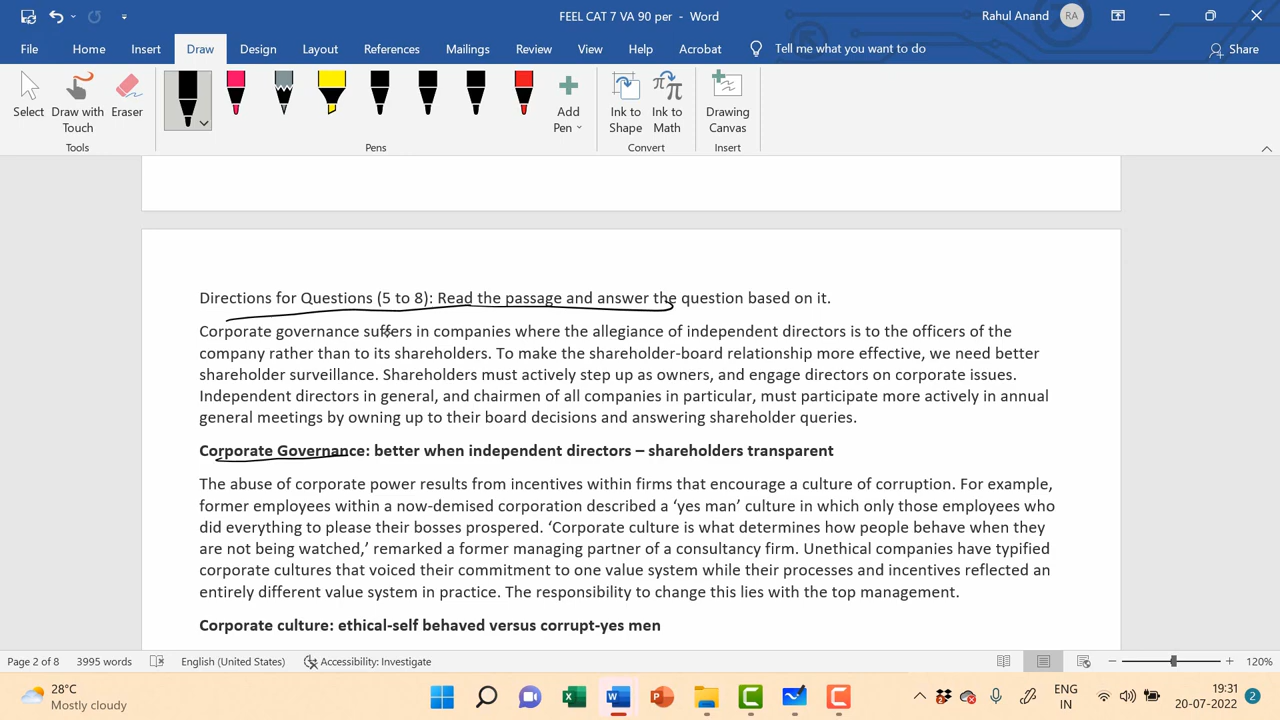 FEEL CAT 7 VA 90 per - Word
Rahul Anand RA
File Home Insert Draw Design Layout References Mailings Review View Help Acrobat Tell me what you want to do Share
Select Draw with Touch Eraser
Add Pen
Ink to Shape Ink to Math
Drawing Canvas
Tools Pens Convert Insert
Directions for Questions (5 to 8): Read the passage and answer the question based on it.
Corporate governance suffers in companies where the allegiance of independent directors is to the officers of the
company rather than to its shareholders. To make the shareholder-board relationship more effective, we need better
shareholder surveillance. Shareholders must actively step up as owners, and engage directors on corporate issues.
Independent directors in general, and chairmen of all companies in particular, must participate more actively in annual
general meetings by owning up to their board decisions and answering shareholder queries.
Corporate Governance: better when independent directors – shareholders transparent
The abuse of corporate power results from incentives within firms that encourage a culture of corruption. For example,
former employees within a now-demised corporation described a ‘yes man’ culture in which only those employees who
did everything to please their bosses prospered. ‘Corporate culture is what determines how people behave when they
are not being watched,’ remarked a former managing partner of a consultancy firm. Unethical companies have typified
corporate cultures that voiced their commitment to one value system while their processes and incentives reflected an
entirely different value system in practice. The responsibility to change this lies with the top management.
Corporate culture: ethical-self behaved versus corrupt-yes men
Page 2 of 8 3995 words English (United States) Accessibility: Investigate 120%
28°C
Mostly cloudy
ENG
IN
19:31
20-07-2022
2